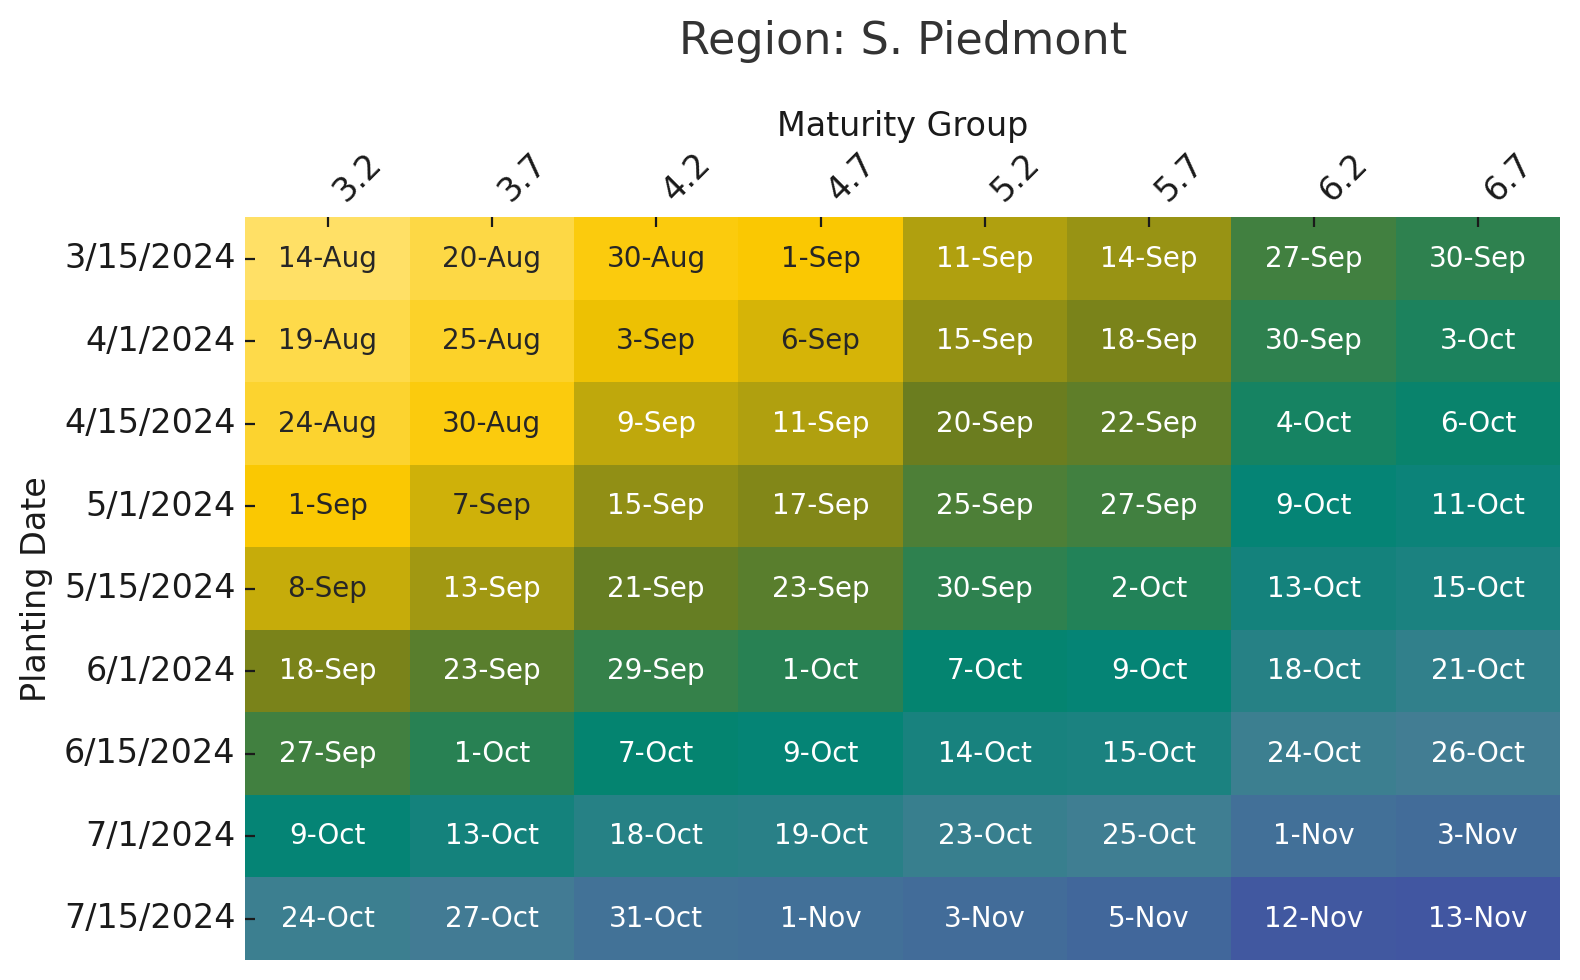 Region: S. Piedmont
Maturity Group
3.2 3.7 4.2 4.7 5.2 5.7 6.2 6.7
Planting Date
3/15/2024 14-Aug 20-Aug 30-Aug 1-Sep 11-Sep 14-Sep 27-Sep 30-Sep
4/1/2024 19-Aug 25-Aug 3-Sep 6-Sep 15-Sep 18-Sep 30-Sep 3-Oct
4/15/2024 24-Aug 30-Aug 9-Sep 11-Sep 20-Sep 22-Sep 4-Oct 6-Oct
5/1/2024 1-Sep 7-Sep 15-Sep 17-Sep 25-Sep 27-Sep 9-Oct 11-Oct
5/15/2024 8-Sep 13-Sep 21-Sep 23-Sep 30-Sep 2-Oct 13-Oct 15-Oct
6/1/2024 18-Sep 23-Sep 29-Sep 1-Oct 7-Oct 9-Oct 18-Oct 21-Oct
6/15/2024 27-Sep 1-Oct 7-Oct 9-Oct 14-Oct 15-Oct 24-Oct 26-Oct
7/1/2024 9-Oct 13-Oct 18-Oct 19-Oct 23-Oct 25-Oct 1-Nov 3-Nov
7/15/2024 24-Oct 27-Oct 31-Oct 1-Nov 3-Nov 5-Nov 12-Nov 13-Nov